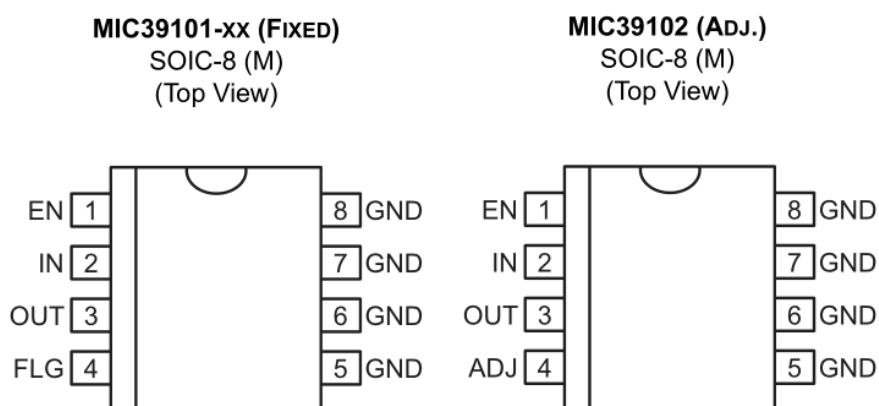 MIC39101-xx (FIXED)
SOIC-8 (M)
(Top View)
EN 1 8 GND
IN 2 7 GND
OUT 3 6 GND
FLG 4 5 GND
MIC39102 (ADJ.)
SOIC-8 (M)
(Top View)
EN 1 8 GND
IN 2 7 GND
OUT 3 6 GND
ADJ 4 5 GND